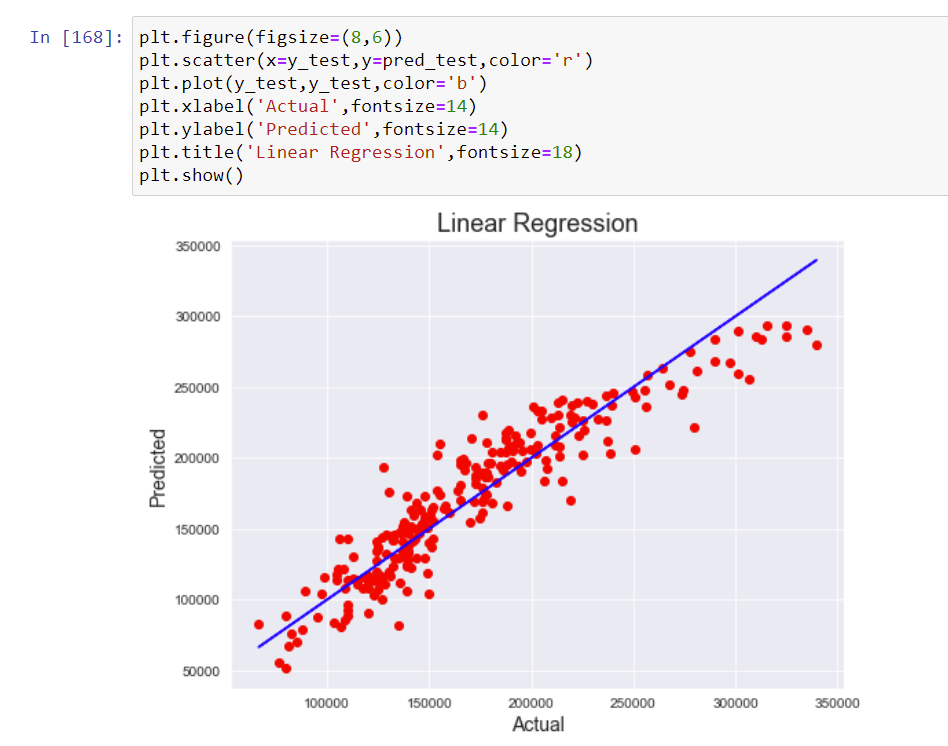 In [168]: plt.figure(figsize=(8,6))
plt.scatter(x=y_test,y=pred_test,color='r')
plt.plot(y_test,y_test,color='b')
plt.xlabel('Actual',fontsize=14)
plt.ylabel('Predicted',fontsize=14)
plt.title('Linear Regression',fontsize=18)
plt.show()
Linear Regression
350000
300000
250000
200000
150000
100000
50000
Predicted
100000 150000 200000 250000 300000 350000
Actual